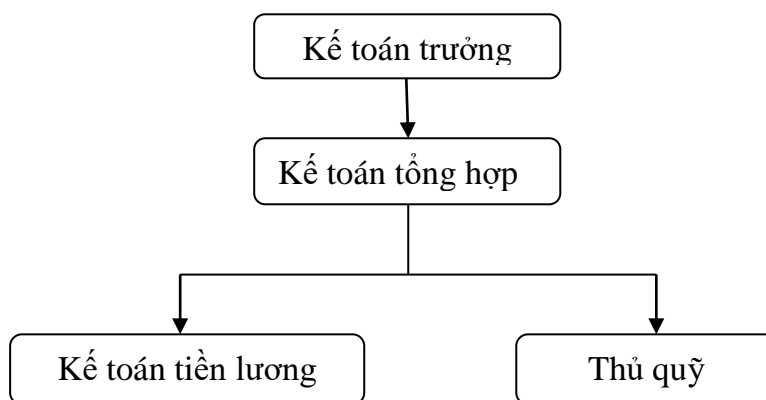 Kế toán trưởng
Kế toán tổng hợp
Kế toán tiền lương
Thủ quỹ